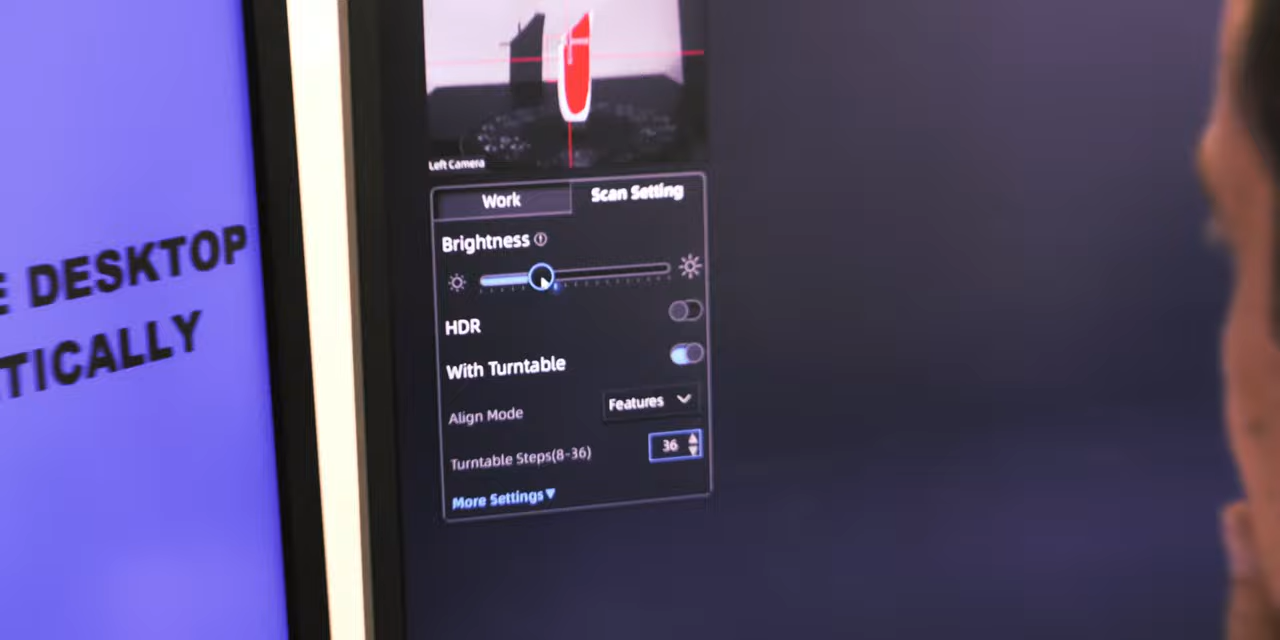 DESKTOP
TICALLY
Left Camera
Work
Scan Setting
Brightness
HDR
With Turntable
Align Mode
Features
Turntable Steps(8-36)
36
More Settings▼